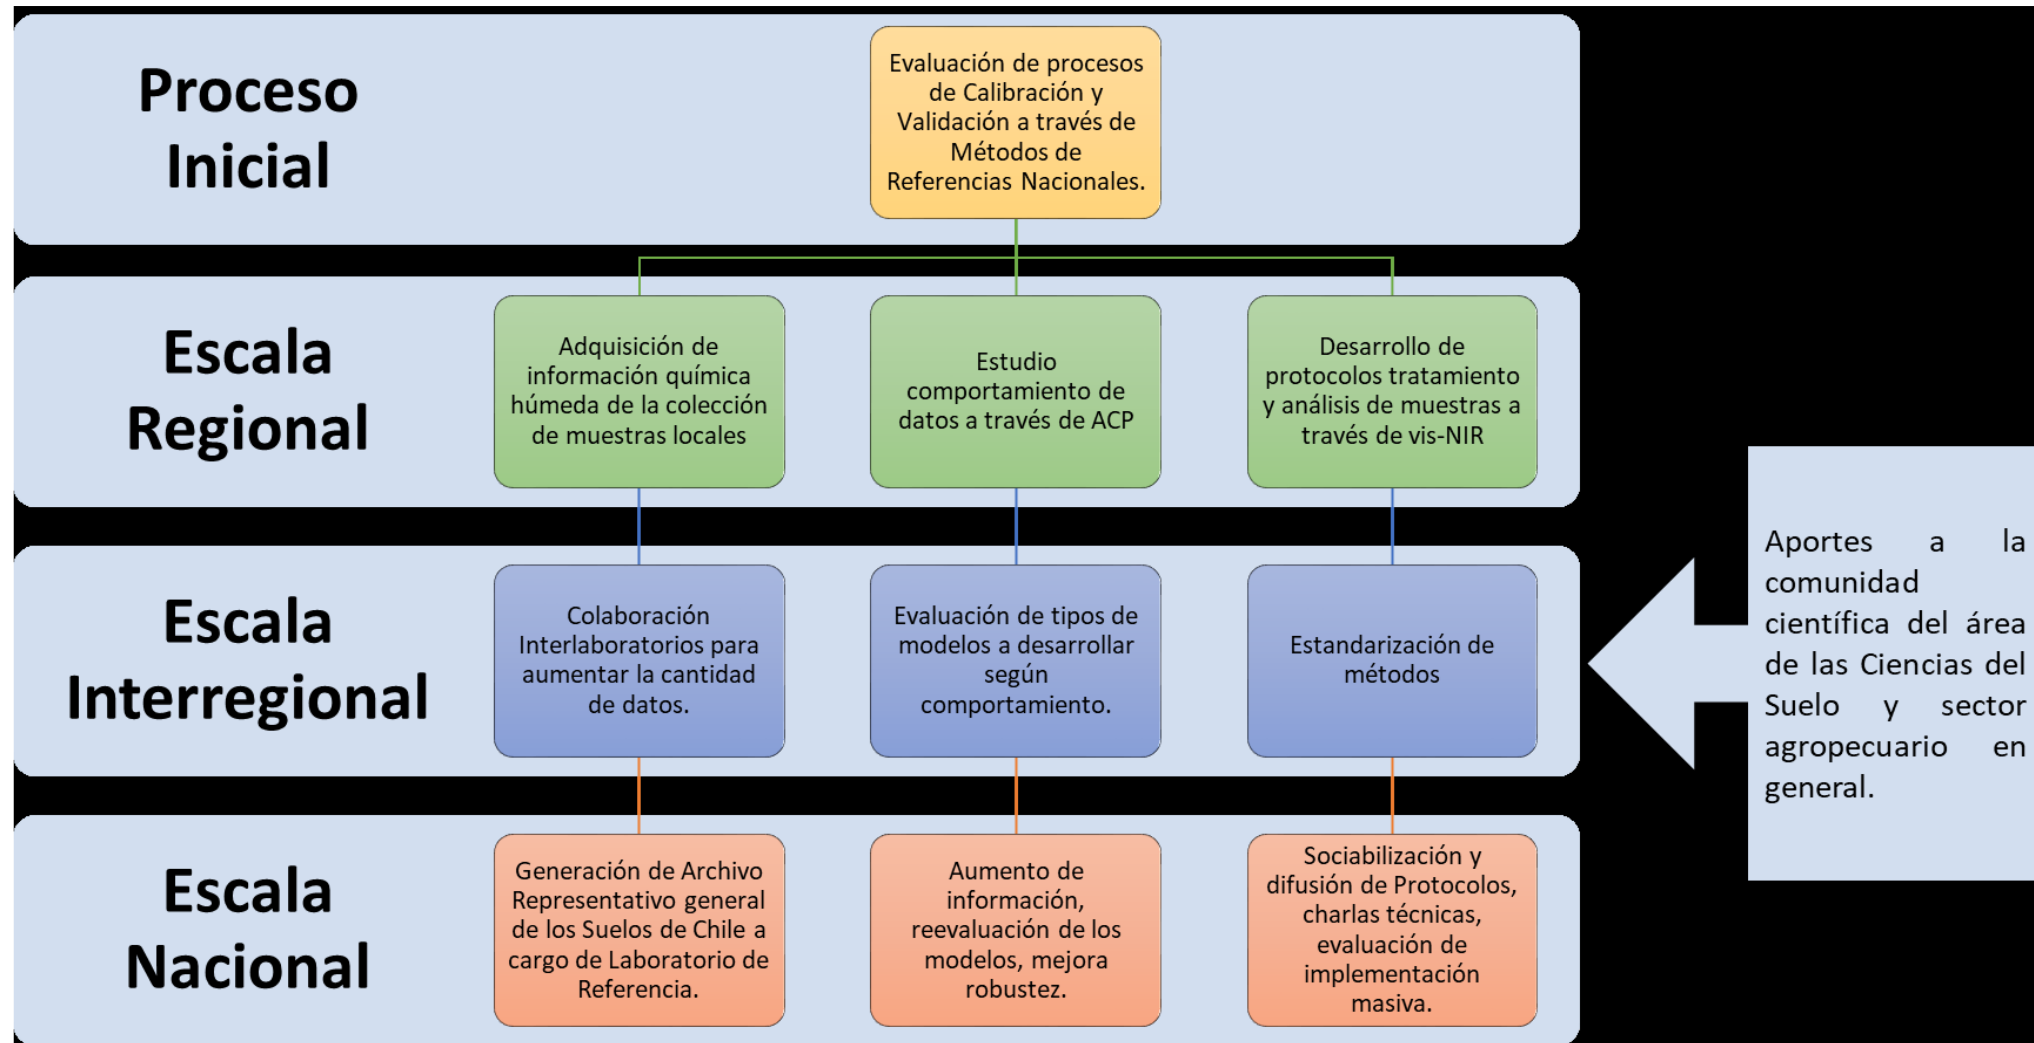 Proceso
Inicial
Evaluación de procesos
de Calibración y
Validación a través de
Métodos de
Referencias Nacionales.
Escala
Regional
Adquisición de
información química
húmeda de la colección
de muestras locales
Estudio
comportamiento de
datos a través de ACP
Desarrollo de
protocolos tratamiento
y análisis de muestras a
través de vis-NIR
Escala
Interregional
Colaboración
Interlaboratorios para
aumentar la cantidad
de datos.
Evaluación de tipos de
modelos a desarrollar
según
comportamiento.
Estandarización de
métodos
Aportes a la
comunidad
científica del área
de las Ciencias del
Suelo y sector
agropecuario en
general.
Escala
Nacional
Generación de Archivo
Representativo general
de los Suelos de Chile a
cargo de Laboratorio de
Referencia.
Aumento de
información,
reevaluación de los
modelos, mejora
robustez.
Sociabilización y
difusión de Protocolos,
charlas técnicas,
evaluación de
implementación
masiva.